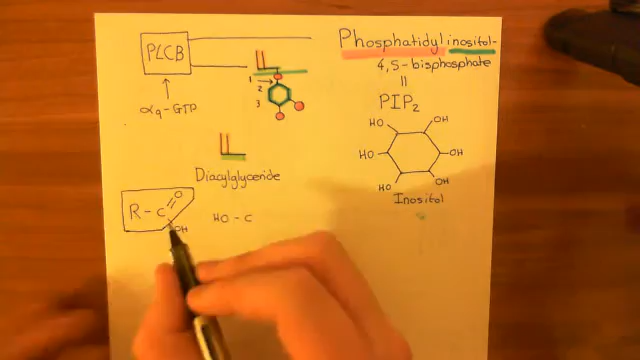 PLCB
αq-GTP
1
2
3
Phosphatidylinositol-
4,5-bisphosphate
=
PIP2
HO
OH
HO
OH
HO
OH
Inositol
Diacylglyceride
R-C
O
OH
HO-C